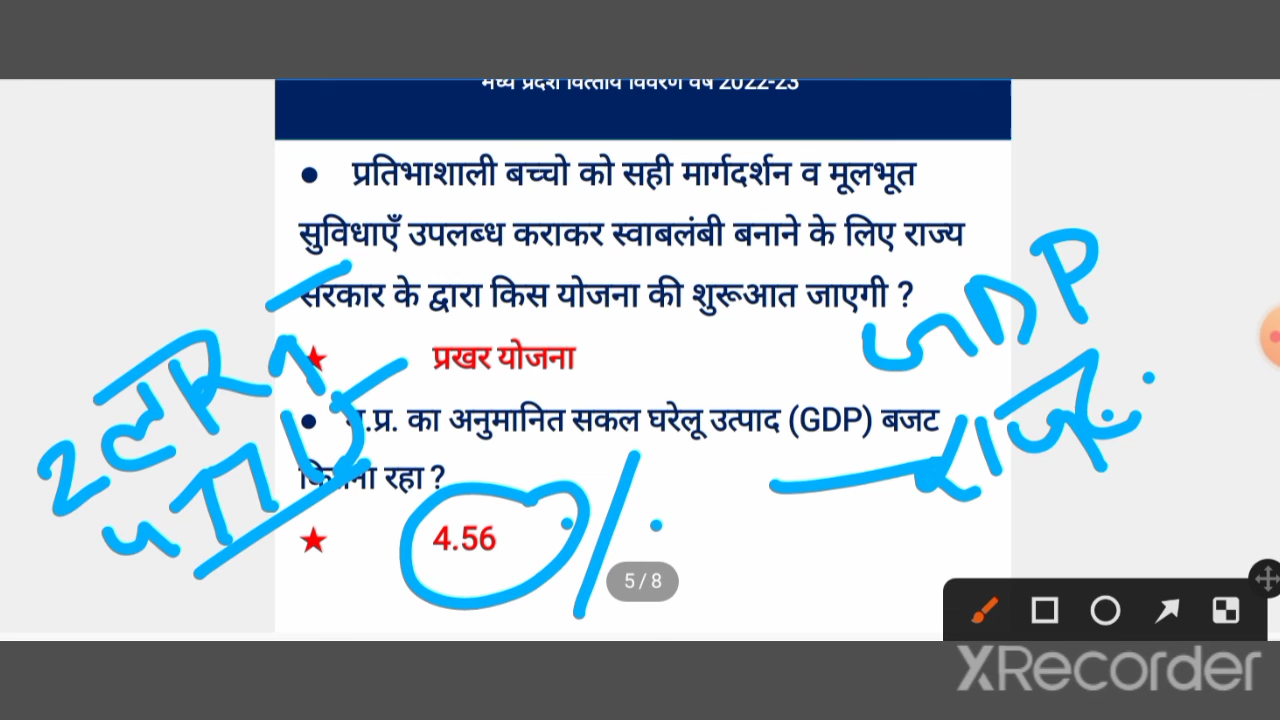 मध्य प्रदेश वित्तीय विवरण वर्ष 2022-23
• प्रतिभाशाली बच्चो को सही मार्गदर्शन व मूलभूत
सुविधाएँ उपलब्ध कराकर स्वाबलंबी बनाने के लिए राज्य
सरकार के द्वारा किस योजना की शुरूआत जाएगी ?
★ प्रखर योजना
• म.प्र. का अनुमानित सकल घरेलू उत्पाद (GDP) बजट
कितना रहा ?
★ 4.56 %
GDP
5 / 8
XRecorder